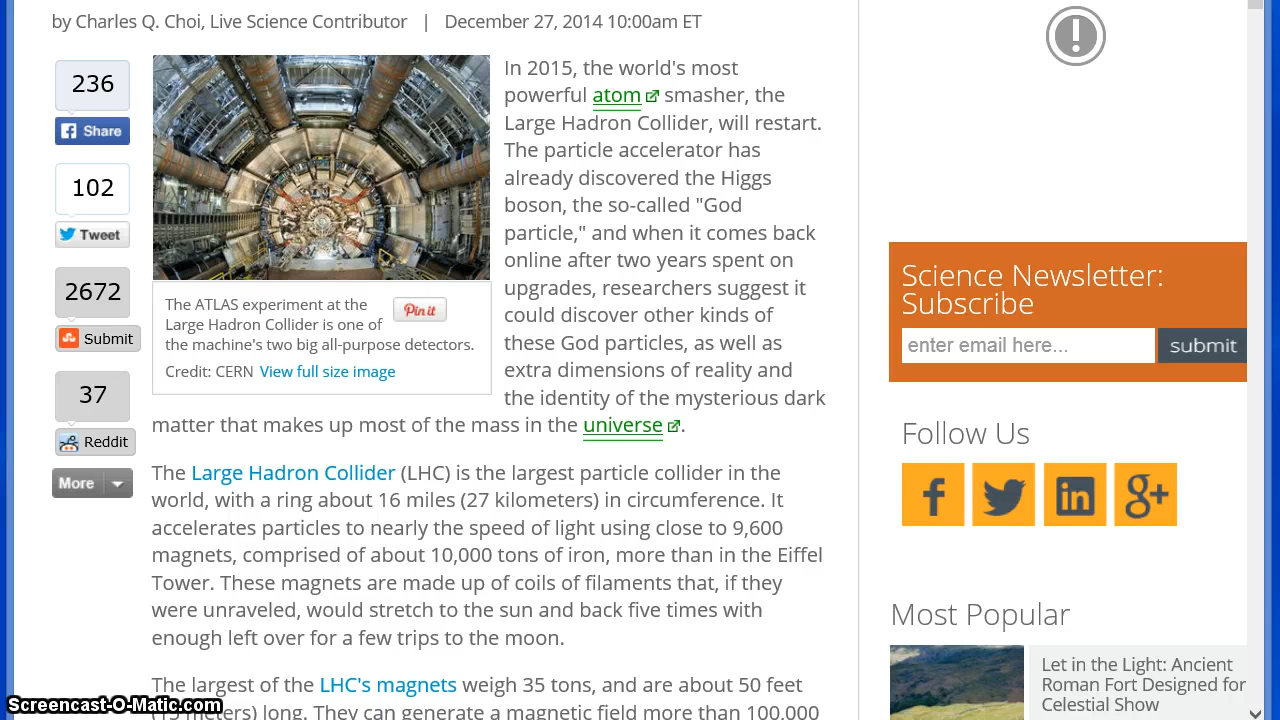 by Charles Q. Choi, Live Science Contributor | December 27, 2014 10:00am ET
236
Share
102
Tweet
2672
Submit
37
Reddit
More
The ATLAS experiment at the
Large Hadron Collider is one of
the machine's two big all-purpose detectors.
Credit: CERN View full size image
Pin it
In 2015, the world's most
powerful atom smasher, the
Large Hadron Collider, will restart.
The particle accelerator has
already discovered the Higgs
boson, the so-called "God
particle," and when it comes back
online after two years spent on
upgrades, researchers suggest it
could discover other kinds of
these God particles, as well as
extra dimensions of reality and
the identity of the mysterious dark
matter that makes up most of the mass in the universe.
The Large Hadron Collider (LHC) is the largest particle collider in the
world, with a ring about 16 miles (27 kilometers) in circumference. It
accelerates particles to nearly the speed of light using close to 9,600
magnets, comprised of about 10,000 tons of iron, more than in the Eiffel
Tower. These magnets are made up of coils of filaments that, if they
were unraveled, would stretch to the sun and back five times with
enough left over for a few trips to the moon.
The largest of the LHC's magnets weigh 35 tons, and are about 50 feet
(15 meters) long. They can generate a magnetic field more than 100,000
Science Newsletter:
Subscribe
enter email here...
submit
Follow Us
Most Popular
Let in the Light: Ancient
Roman Fort Designed for
Celestial Show
Screencast-O-Matic.com